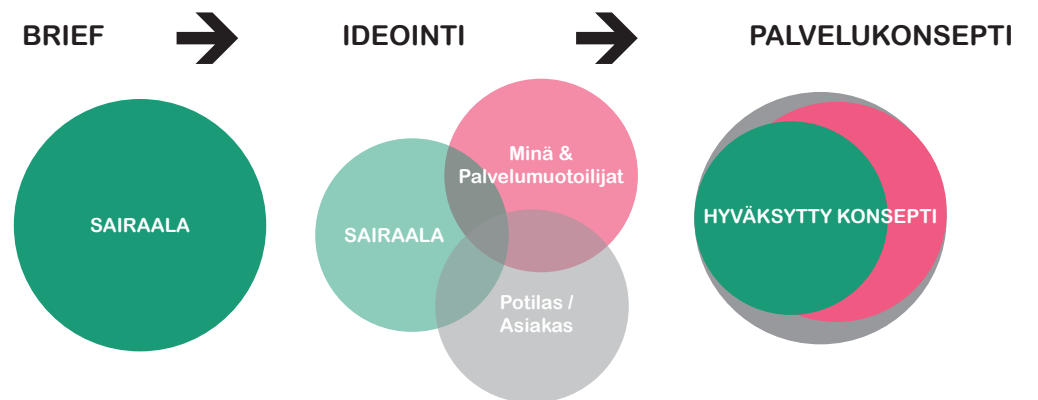 BRIEF
IDEOINTI
PALVELUKONSEPTI
SAIRAALA
SAIRAALA
Minä &
Palvelumuotoilijat
Potilas /
Asiakas
HYVÄKSYTTY KONSEPTI